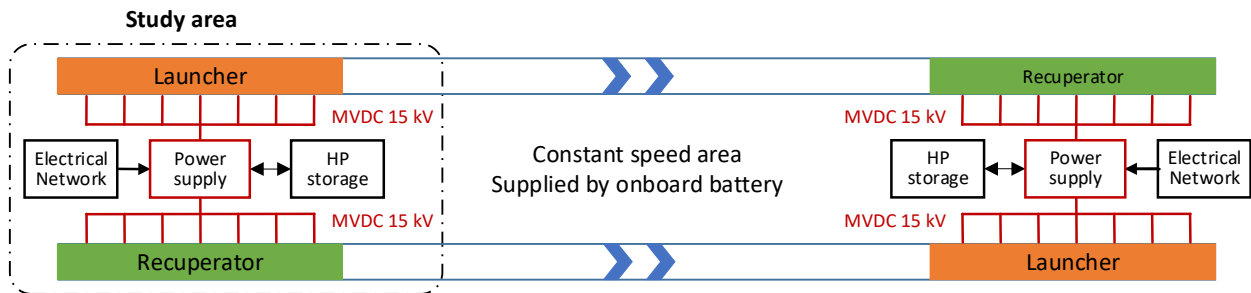 Study area
Launcher
Recuperator
MVDC 15 kV
MVDC 15 kV
Electrical
Network
Power
supply
HP
storage
Constant speed area
Supplied by onboard battery
HP
storage
Power
supply
Electrical
Network
MVDC 15 kV
MVDC 15 kV
Recuperator
Launcher